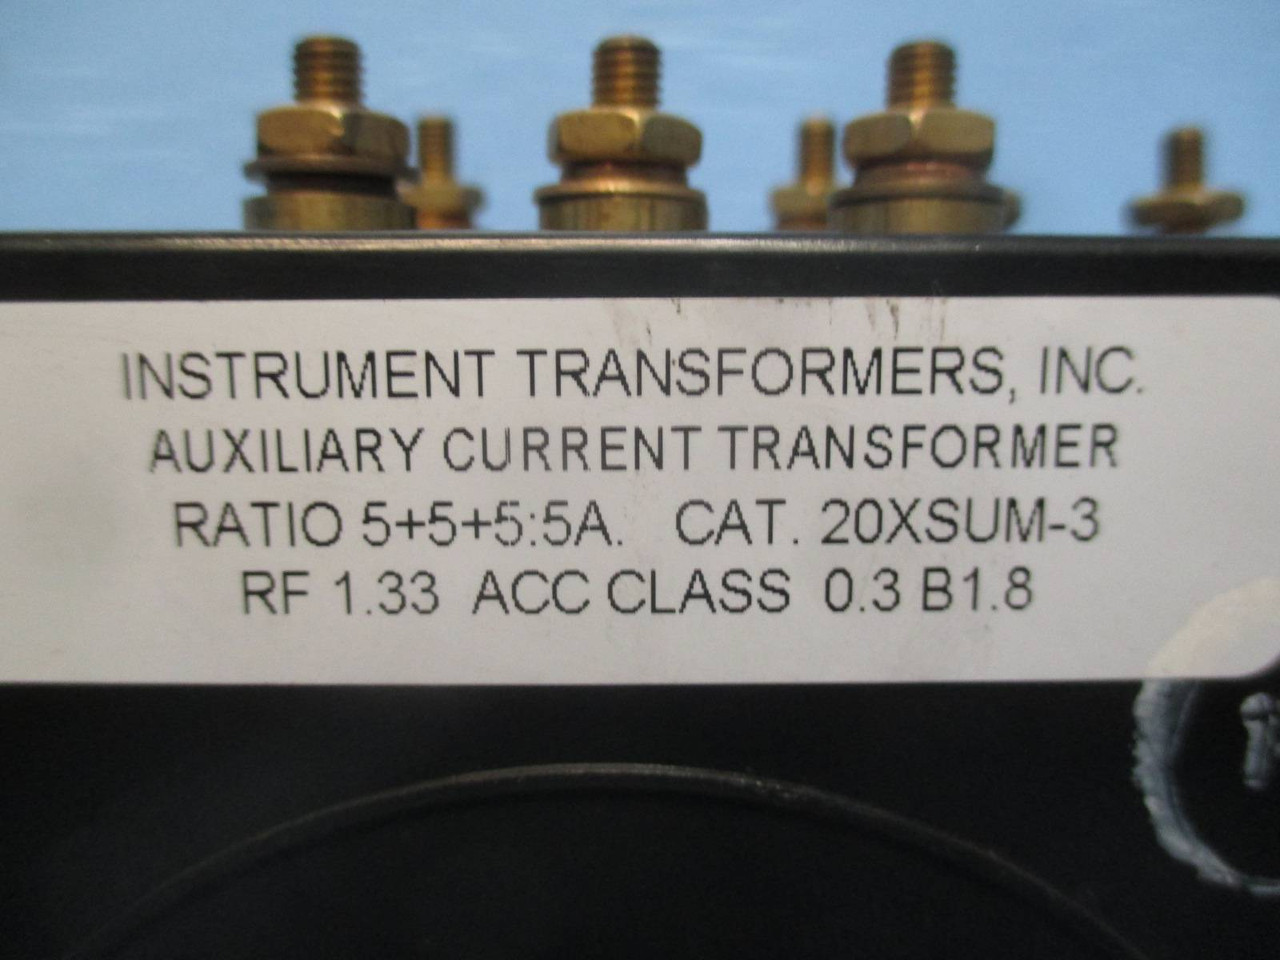 INSTRUMENT TRANSFORMERS, INC.
AUXILIARY CURRENT TRANSFORMER
RATIO 5+5+5:5A. CAT. 20XSUM-3
RF 1.33 ACC CLASS 0.3 B1.8